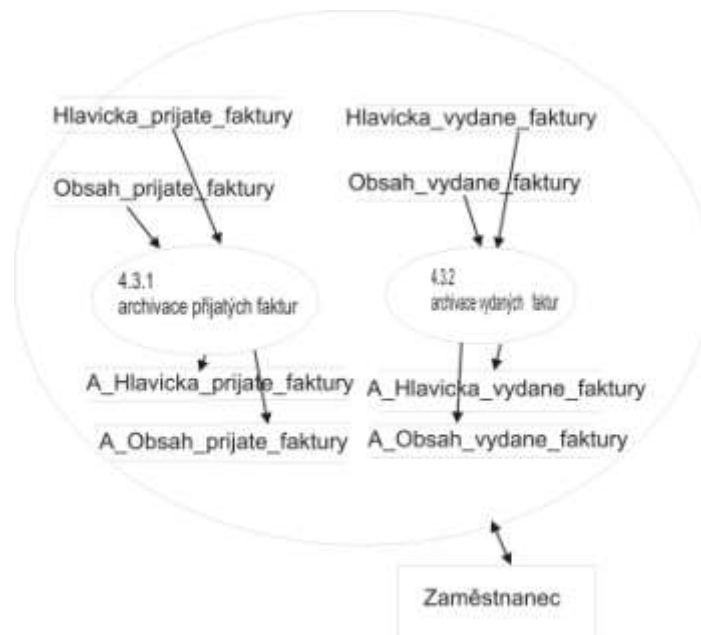 Hlavicka_prijate_faktury
Hlavicka_vydane_faktury
Obsah_prijate_faktury
Obsah_vydane_faktury
4.3.1
archivace přijatých faktur
4.3.2
archivace vydaných faktur
A_Hlavicka_prijate_faktury
A_Hlavicka_vydane_faktury
A_Obsah_prijate_faktury
A_Obsah_vydane_faktury
Zaměstnanec